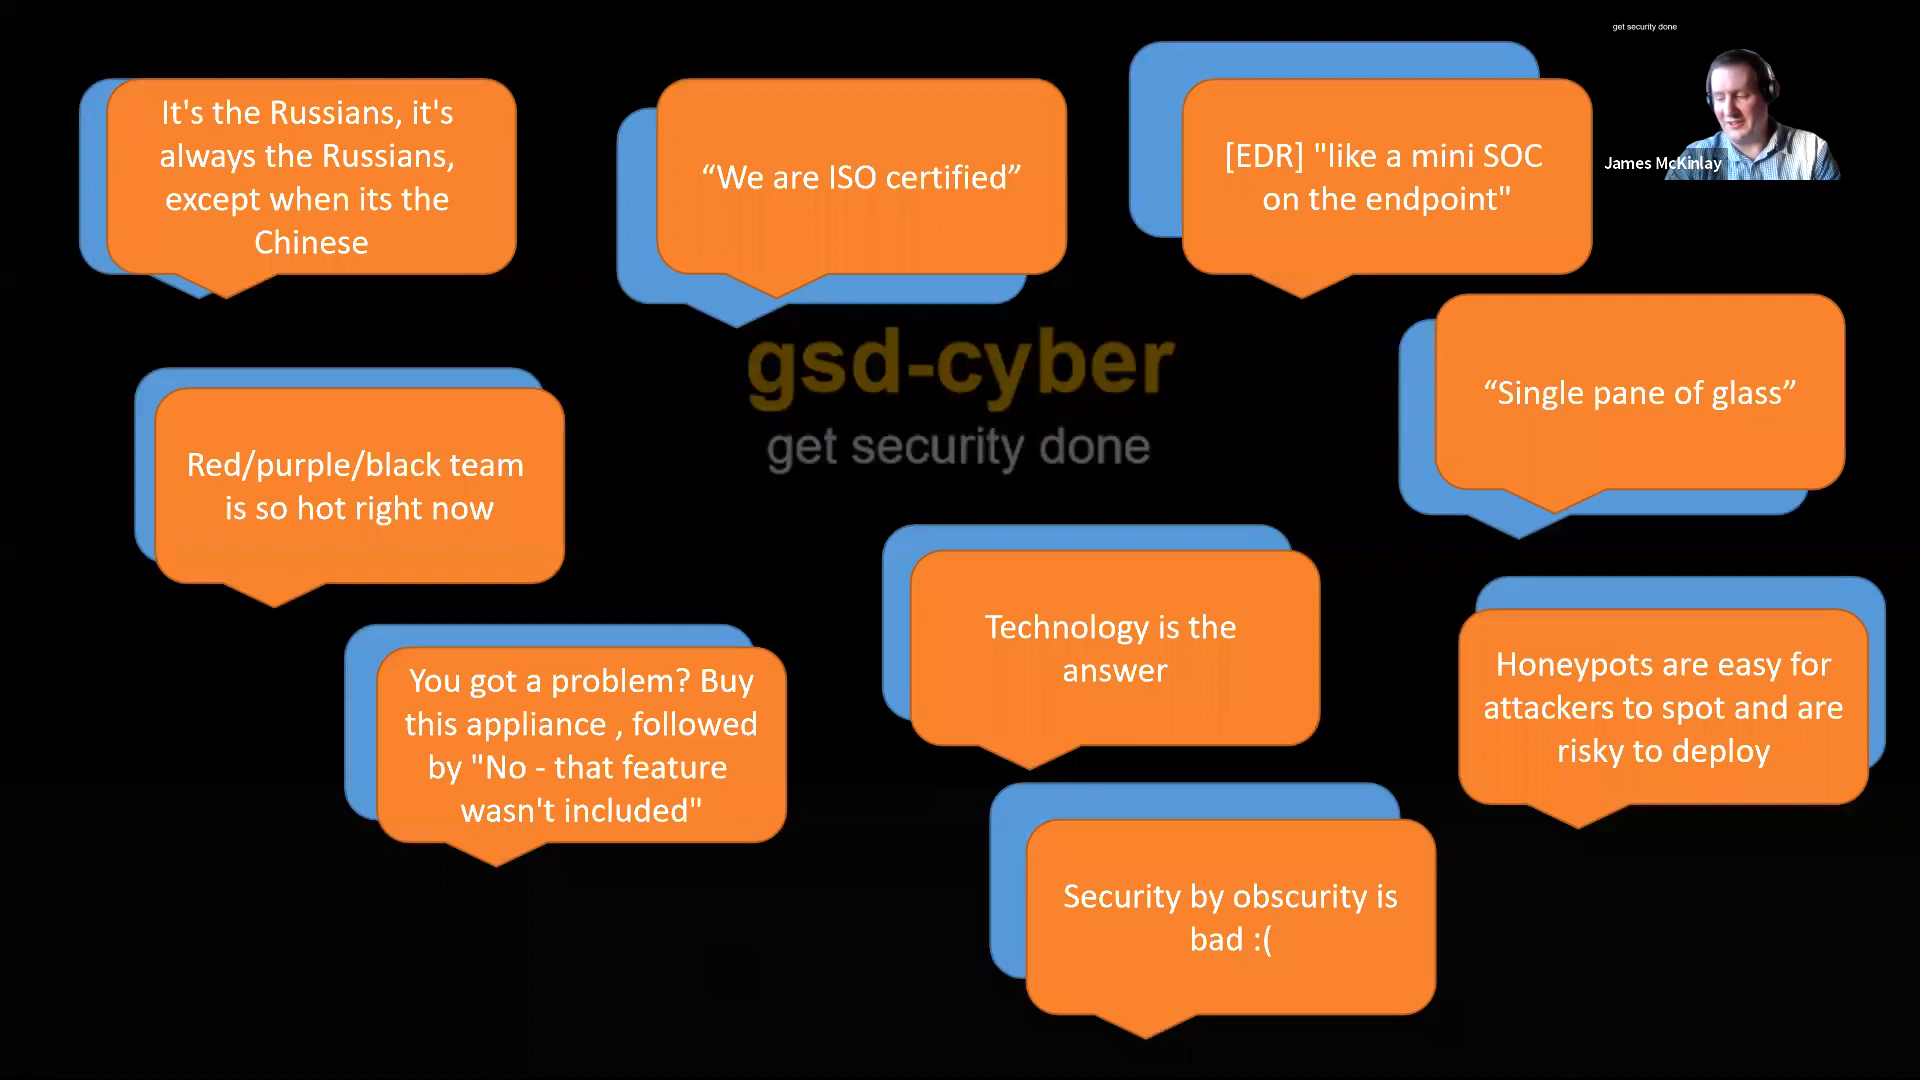 get security done
It's the Russians, it's
always the Russians,
except when its the
Chinese
“We are ISO certified”
[EDR] "like a mini SOC
on the endpoint"
James McKinlay
gsd-cyber
get security done
“Single pane of glass”
Red/purple/black team
is so hot right now
You got a problem? Buy
this appliance , followed
by "No - that feature
wasn't included"
Technology is the
answer
Honeypots are easy for
attackers to spot and are
risky to deploy
Security by obscurity is
bad :(